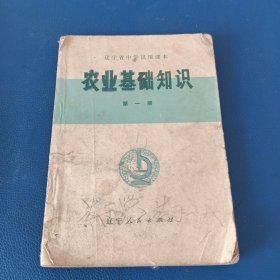 辽宁省中学试用课本
农业基础知识
第一册
辽宁人民出版社